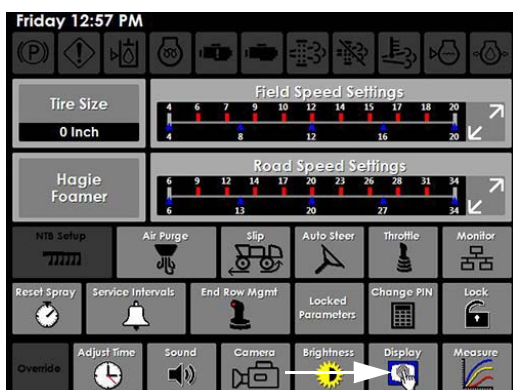 Friday 12:57 PM
Tire Size
0 Inch
Field Speed Settings
4 6 7 9 10 12 14 15 17 18 20
4 8 12 16 20
Hagie
Foamer
Road Speed Settings
6 9 12 14 17 20 23 26 28 31 34
6 13 20 27 34
NTB Setup
Air Purge
Slip
Auto Steer
Throttle
Monitor
Reset Spray
Service Intervals
End Row Mgmt
Locked
Parameters
Change PIN
Lock
Override
Adjust Time
Sound
Camera
Brightness
Display
Measure